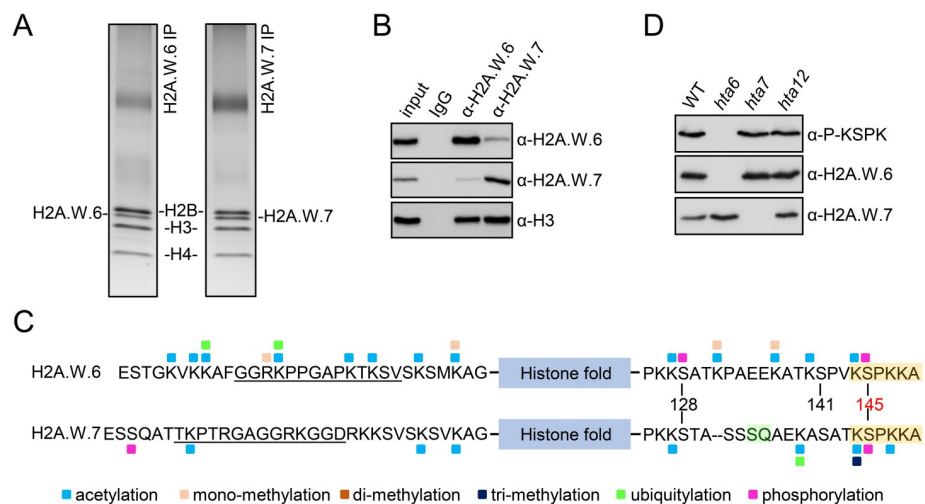 A
H2A.W.6 IP
H2A.W.7 IP
H2A.W.6-
-H2B-
-H2A.W.7
-H3-
-H4-
B
input
IgG
α-H2A.W.6
α-H2A.W.7
α-H2A.W.6
α-H2A.W.7
α-H3
D
WT
hta6
hta7
hta12
α-P-KSPK
α-H2A.W.6
α-H2A.W.7
C
H2A.W.6 ESTGKVKKAFGGRKPPGAPKTKSVSKSMKAG Histone fold PKKSATKPAEEKATKSPVKSPKKA
128 141 145
H2A.W.7 ESSQATTKPTRGAGGRKGGDRKKSVSKSVKAG Histone fold PKKSTA--SSSSQAEKASATKSPKKA
acetylation mono-methylation di-methylation tri-methylation ubiquitylation phosphorylation